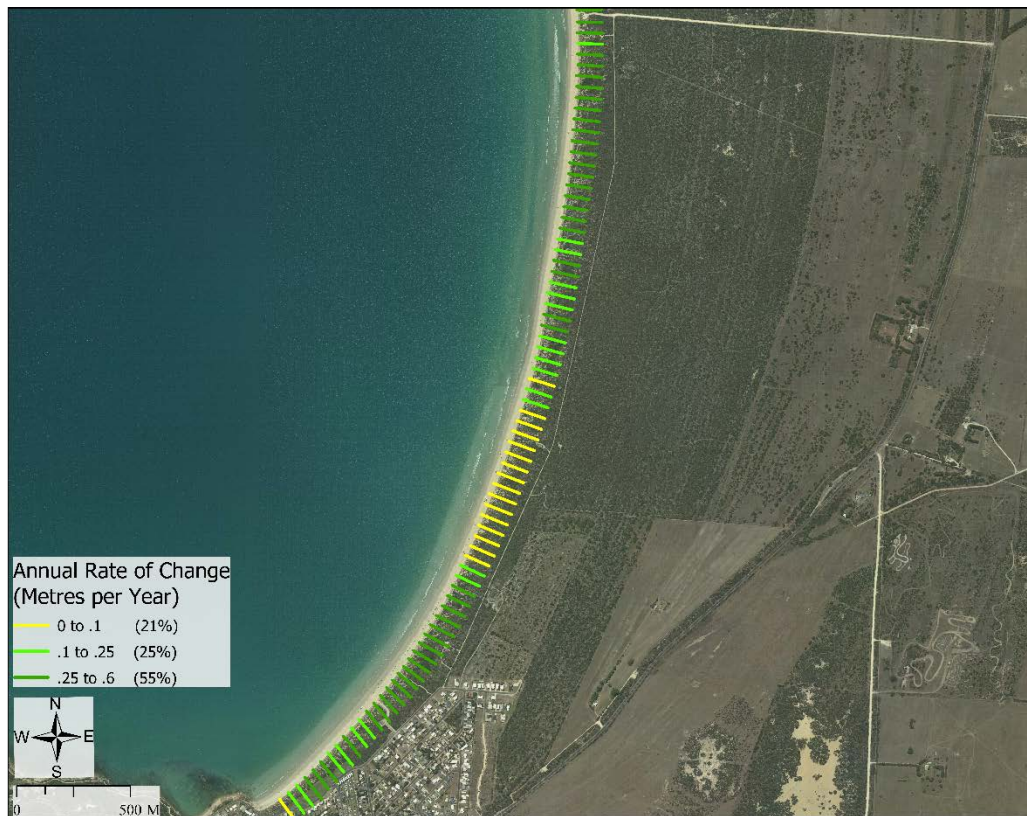 Annual Rate of Change
(Metres per Year)
0 to .1 (21%)
.1 to .25 (25%)
.25 to .6 (55%)
N
W E
S
0 500 M